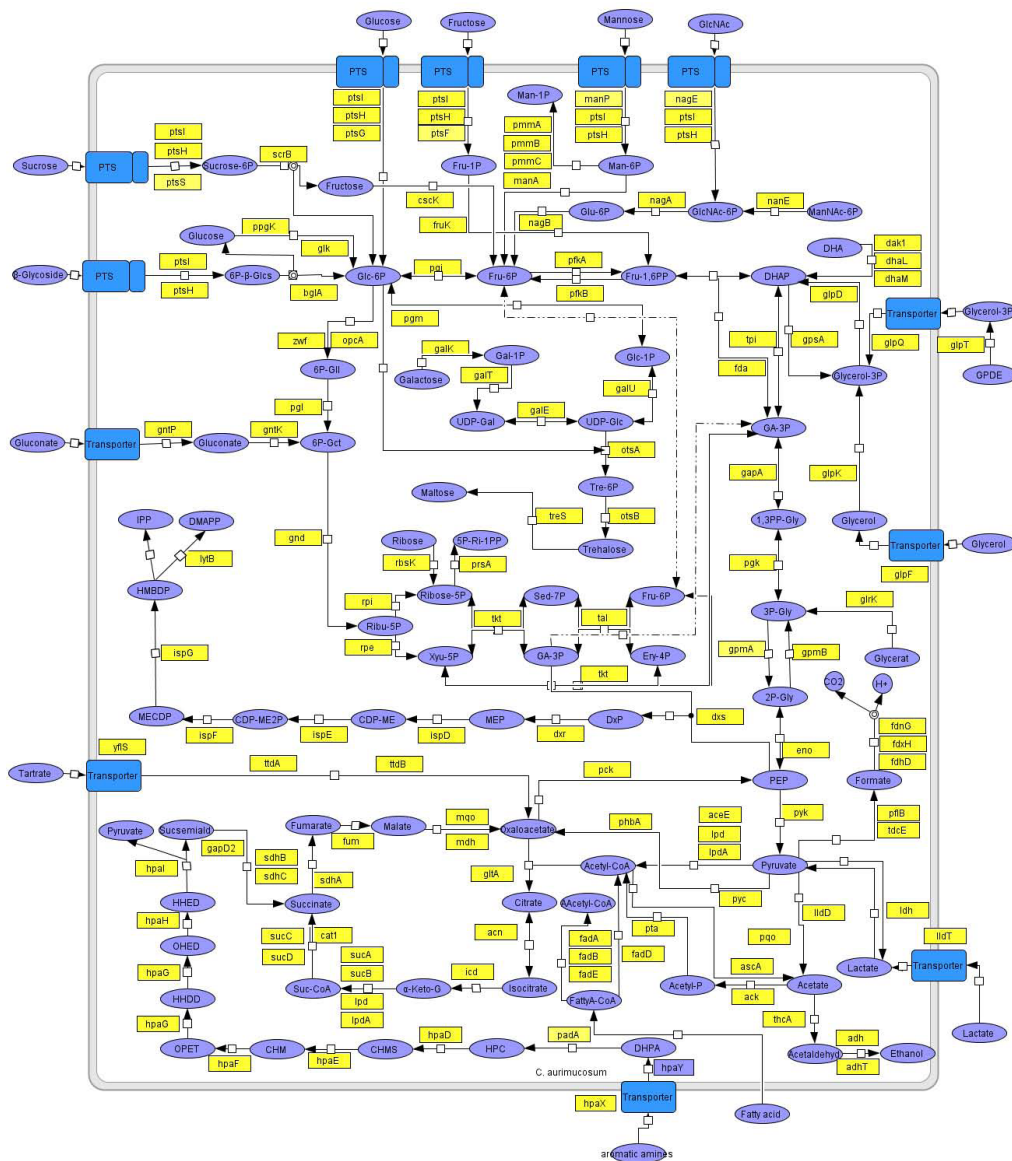 Glucose
Fructose
Mannose
GlcNAc
PTS
PTS
PTS
PTS
ptsI
ptsH
ptsG
ptsI
ptsH
ptsF
Man-1P
manP
ptsI
ptsH
nagE
ptsI
ptsH
pmmA
pmmB
pmmC
manA
Sucrose
PTS
ptsI
ptsH
ptsS
Sucrose-6P
scrB
Fructose
Fru-1P
Man-6P
cscK
fruK
Glu-6P
nagA
nagB
GlcNAc-6P
nanE
ManNAc-6P
Glucose
ppgK
glk
DHA
dak1
dhaL
dhaM
β-Glycoside
PTS
ptsI
ptsH
6P-β-Glcs
bglA
Glc-6P
pgi
Fru-6P
pfkA
pfkB
Fru-1,6PP
DHAP
glpD
Transporter
Glycerol-3P
zwf
opcA
pgm
galK
Gal-1P
Glc-1P
tpi
fda
gpsA
glpQ
glpT
6P-Gll
Galactose
galT
galU
Glycerol-3P
GPDE
pgl
UDP-Gal
galE
UDP-Glc
GA-3P
Gluconate
Transporter
gntP
Gluconate
gntK
6P-Gct
otsA
gapA
glpK
Tre-6P
Maltose
treS
otsB
1,3PP-Gly
Glycerol
IPP
DMAPP
lytB
gnd
Ribose
5P-Ri-1PP
Trehalose
Transporter
Glycerol
rbsK
prsA
pgk
glpF
HMBDP
rpi
Ribose-5P
Sed-7P
Fru-6P
3P-Gly
glrK
Ribu-5P
tkt
tal
rpe
Xyu-5P
GA-3P
Ery-4P
tkt
gpmA
gpmB
Glycerat
ispG
CO2
H+
2P-Gly
MECDP
ispF
CDP-ME2P
ispE
CDP-ME
ispD
MEP
dxr
DxP
dxs
fdnG
fdxH
fdhD
yflS
eno
Tartrate
Transporter
ttdA
ttdB
pck
PEP
Formate
Pyruvate
Sucsemiald
Fumarate
fum
Malate
mqo
mdh
Oxaloacetate
phbA
aceE
lpd
lpdA
pyk
pflB
tdcE
gapD2
sdhB
sdhC
sdhA
hpaI
gltA
Acetyl-CoA
Pyruvate
pyc
HHED
Succinate
Citrate
AAcetyl-CoA
lldD
ldh
hpaH
sucC
sucD
cat1
acn
pta
pqo
lldT
OHED
sucA
sucB
lpd
lpdA
fadA
fadB
fadE
fadD
Lactate
Transporter
hpaG
icd
ascA
HHDD
Suc-CoA
α-Keto-G
Isocitrate
FattyA-CoA
Acetyl-P
ack
Acetate
hpaG
thcA
Lactate
OPET
hpaF
CHM
hpaE
CHMS
hpaD
HPC
padA
DHPA
Acetaldehyd
adh
adhT
Ethanol
hpaY
C. aurimucosum
hpaX
Transporter
Fatty acid
aromatic amines